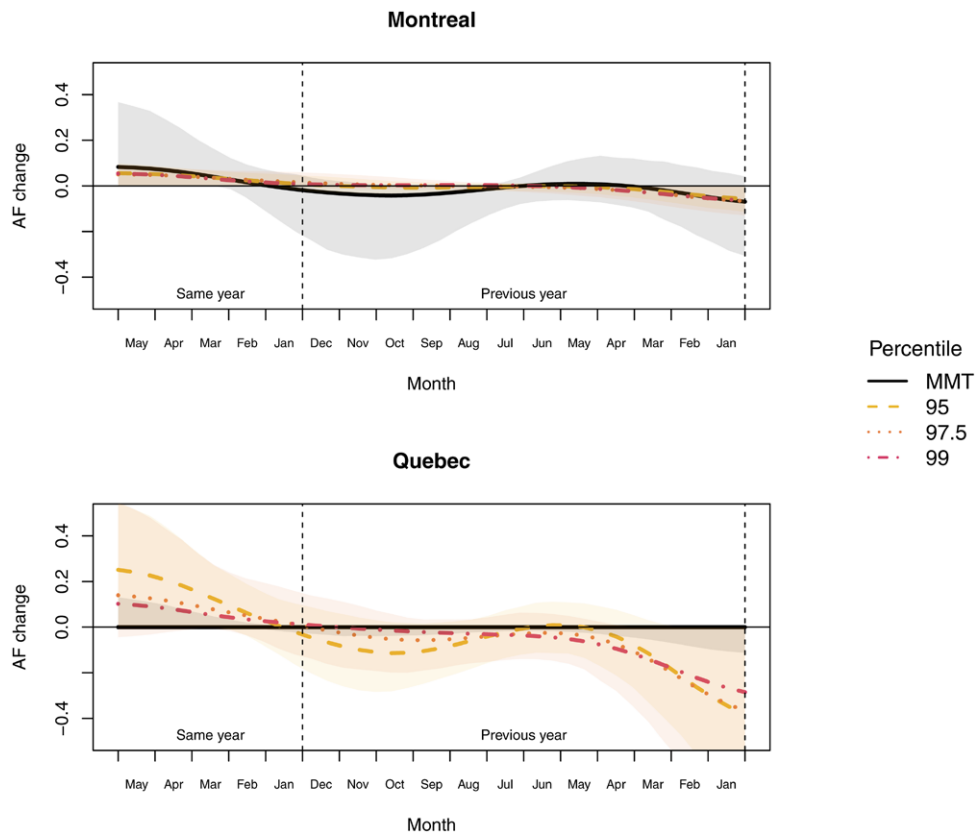 Montreal
AF change
0.4
0.2
0.0
−0.4
Same year
Previous year
May Apr Mar Feb Jan Dec Nov Oct Sep Aug Jul Jun May Apr Mar Feb Jan
Month
Percentile
MMT
95
97.5
99
Quebec
AF change
0.4
0.2
0.0
−0.4
Same year
Previous year
May Apr Mar Feb Jan Dec Nov Oct Sep Aug Jul Jun May Apr Mar Feb Jan
Month